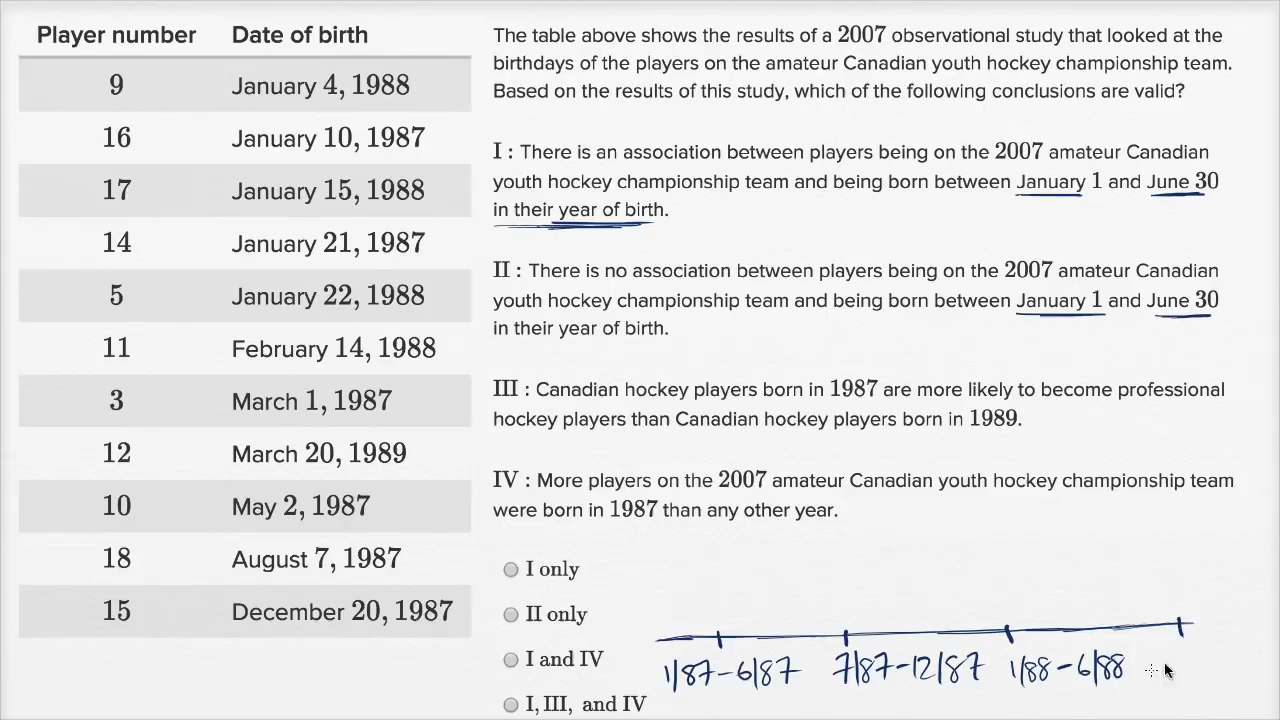 Player number Date of birth
9 January 4, 1988
16 January 10, 1987
17 January 15, 1988
14 January 21, 1987
5 January 22, 1988
11 February 14, 1988
3 March 1, 1987
12 March 20, 1989
10 May 2, 1987
18 August 7, 1987
15 December 20, 1987
The table above shows the results of a 2007 observational study that looked at the
birthdays of the players on the amateur Canadian youth hockey championship team.
Based on the results of this study, which of the following conclusions are valid?
I : There is an association between players being on the 2007 amateur Canadian
youth hockey championship team and being born between January 1 and June 30
in their year of birth.
II : There is no association between players being on the 2007 amateur Canadian
youth hockey championship team and being born between January 1 and June 30
in their year of birth.
III : Canadian hockey players born in 1987 are more likely to become professional
hockey players than Canadian hockey players born in 1989.
IV : More players on the 2007 amateur Canadian youth hockey championship team
were born in 1987 than any other year.
I only
II only
I and IV
I, III, and IV
1/87-6/87 7/87-12/87 1/88-6/88